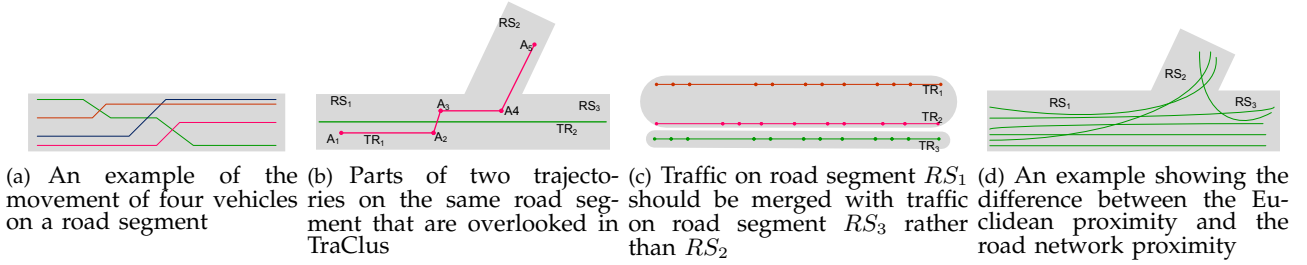 RS2
A5
RS1
A3
RS3
A4
TR2
A1
TR1
A2
TR1
TR2
TR3
RS2
RS1
RS3
(a) An example of the
movement of four vehicles
on a road segment
(b) Parts of two trajecto-
ries on the same road seg-
ment that are overlooked in
TraClus
(c) Traffic on road segment RS1
should be merged with traffic
on road segment RS3 rather
than RS2
(d) An example showing the
difference between the Eu-
clidean proximity and the
road network proximity